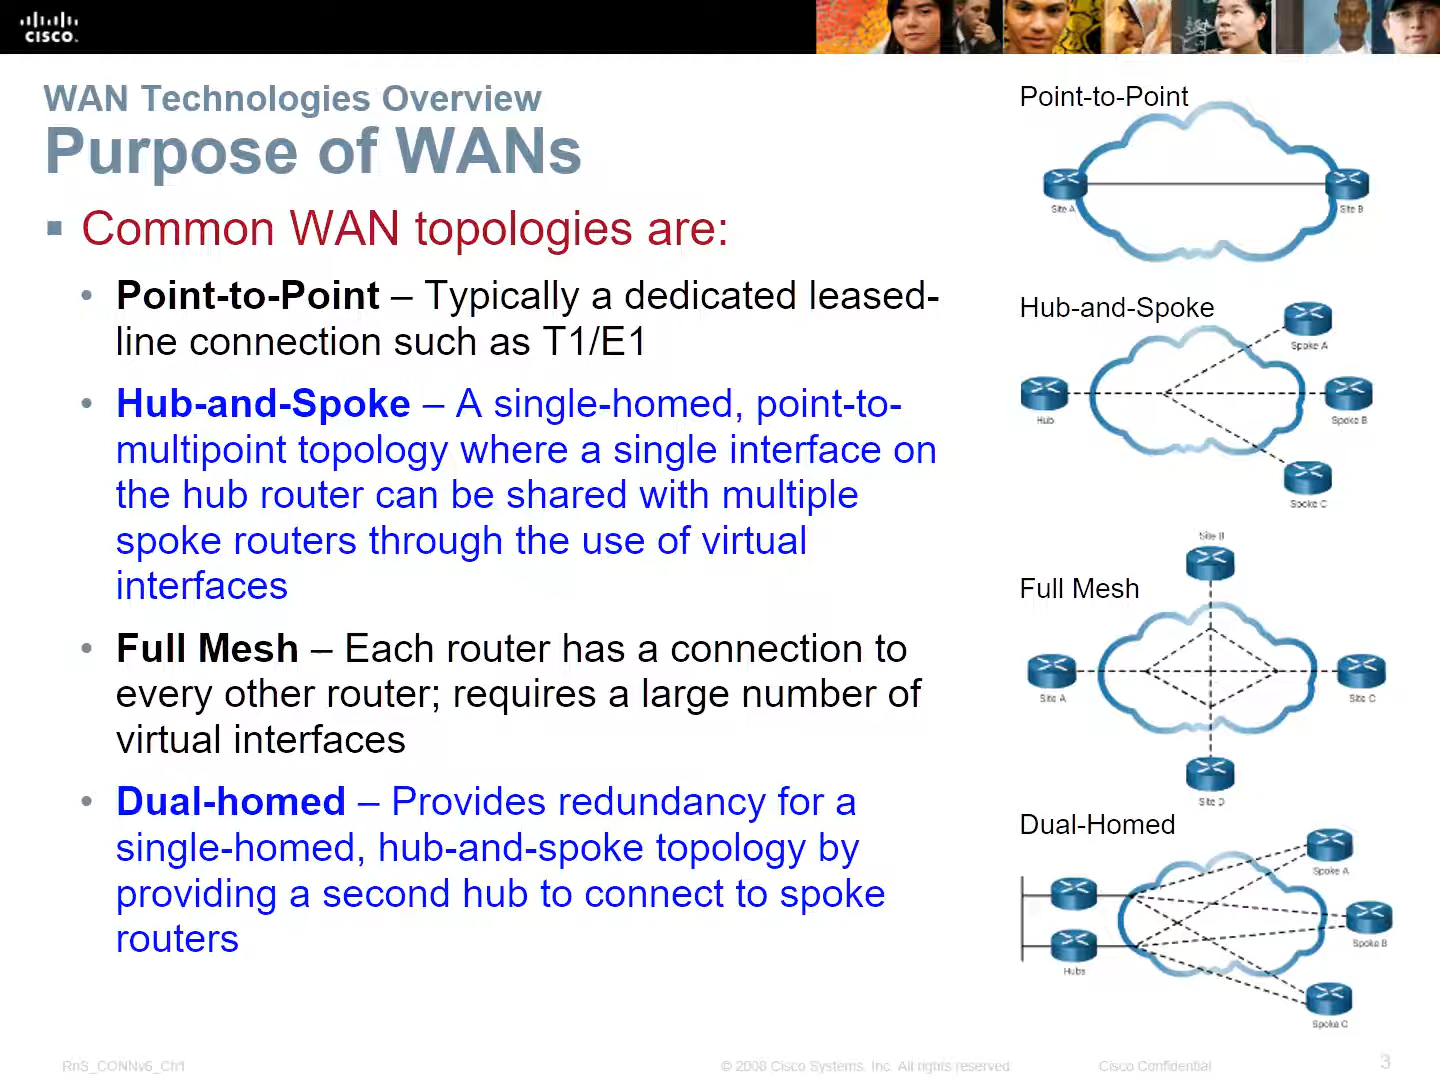 CISCO
WAN Technologies Overview
Purpose of WANs
Common WAN topologies are:
Point-to-Point – Typically a dedicated leased-
line connection such as T1/E1
Hub-and-Spoke – A single-homed, point-to-
multipoint topology where a single interface on
the hub router can be shared with multiple
spoke routers through the use of virtual
interfaces
Full Mesh – Each router has a connection to
every other router; requires a large number of
virtual interfaces
Dual-homed – Provides redundancy for a
single-homed, hub-and-spoke topology by
providing a second hub to connect to spoke
routers
Point-to-Point
Site A
Site B
Hub-and-Spoke
Spoke A
Hub
Spoke B
Spoke C
Site B
Full Mesh
Site A
Site C
Site D
Dual-Homed
Spoke A
Spoke B
Hubs
Spoke C
RnS_CONNv6_Ch1
© 2008 Cisco Systems, Inc. All rights reserved.
Cisco Confidential
3